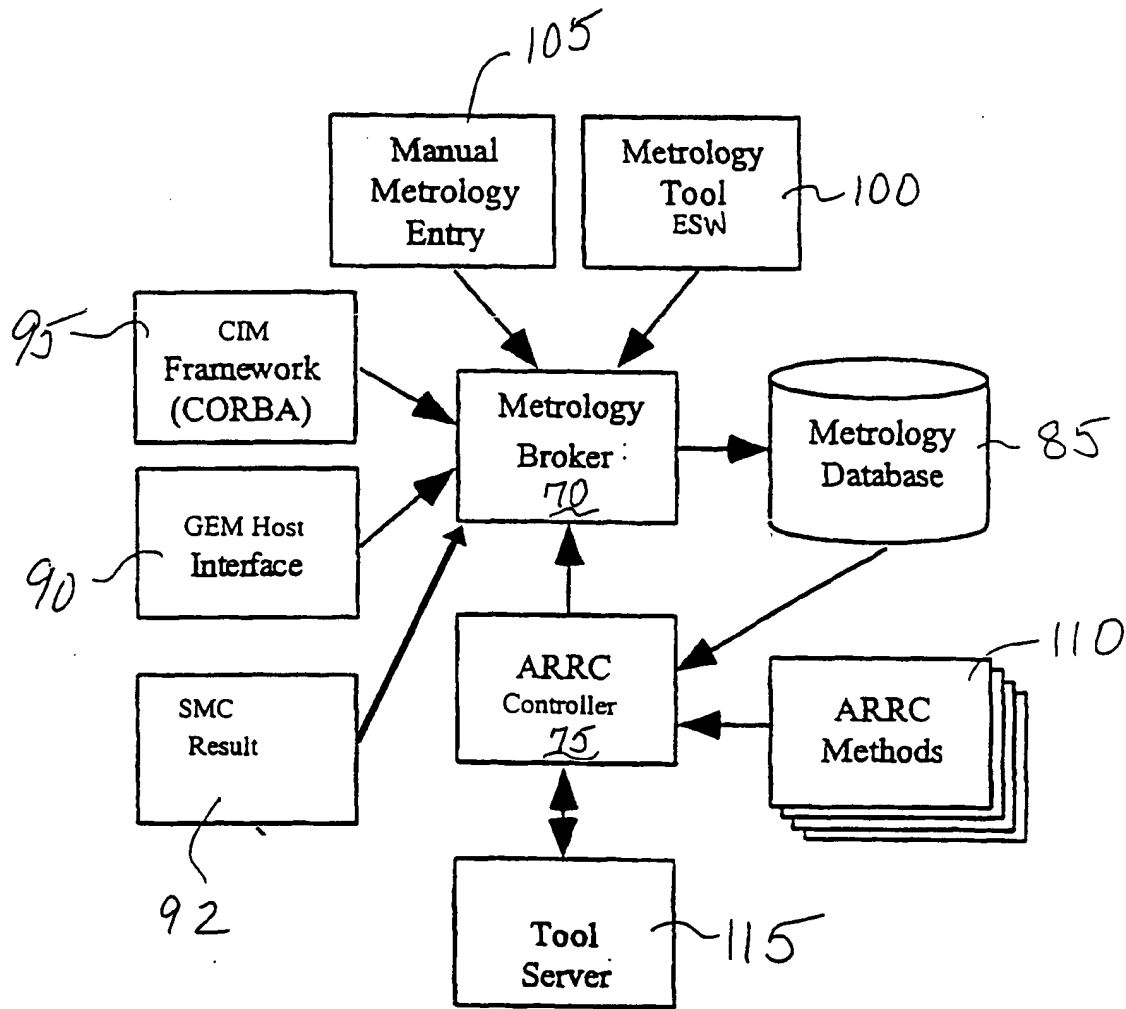 105
Manual
Metrology
Entry
Metrology
Tool
ESW
100
95
CIM
Framework
(CORBA)
Metrology
Broker
70
Metrology
Database
85
GEM Host
Interface
90
SMC
Result
92
ARRC
Controller
75
110
ARRC
Methods
Tool
Server
115